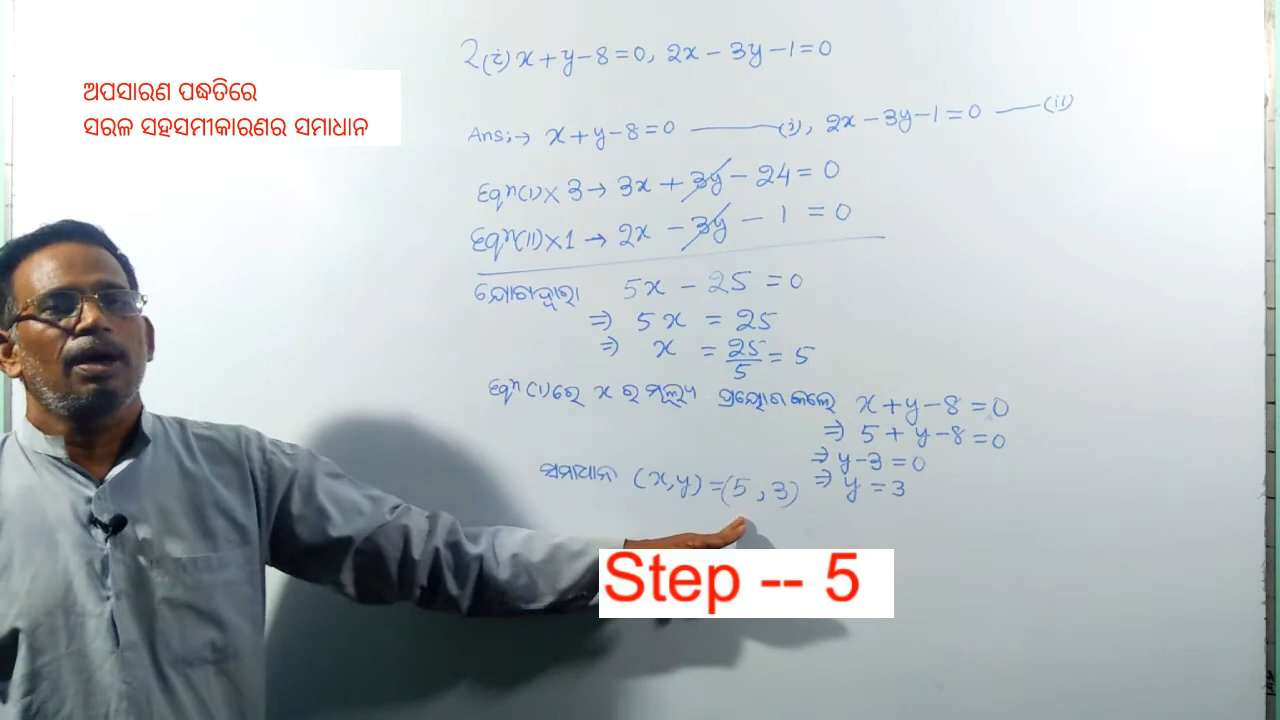 2(i) x + y - 8 = 0, 2x - 3y - 1 = 0
ଅପସାରଣ ପଦ୍ଧତିରେ
ସରଳ ସହସମୀକାରଣର ସମାଧାନ
Ans:→ x + y - 8 = 0 ——— (i), 2x - 3y - 1 = 0 —— (ii)
Eqⁿ(i) × 3 → 3x + 3y - 24 = 0
Eqⁿ(ii) × 1 → 2x - 3y - 1 = 0
ଯୋଗଦ୍ୱାରା 5x - 25 = 0
⇒ 5x = 25
⇒ x = 25/5 = 5
Eqⁿ(i)ରେ x ର ମୂଲ୍ୟ ପ୍ରୟୋଗ କଲେ x + y - 8 = 0
⇒ 5 + y - 8 = 0
⇒ y - 3 = 0
ସମାଧାନ (x,y) = (5, 3) ⇒ y = 3
Step -- 5